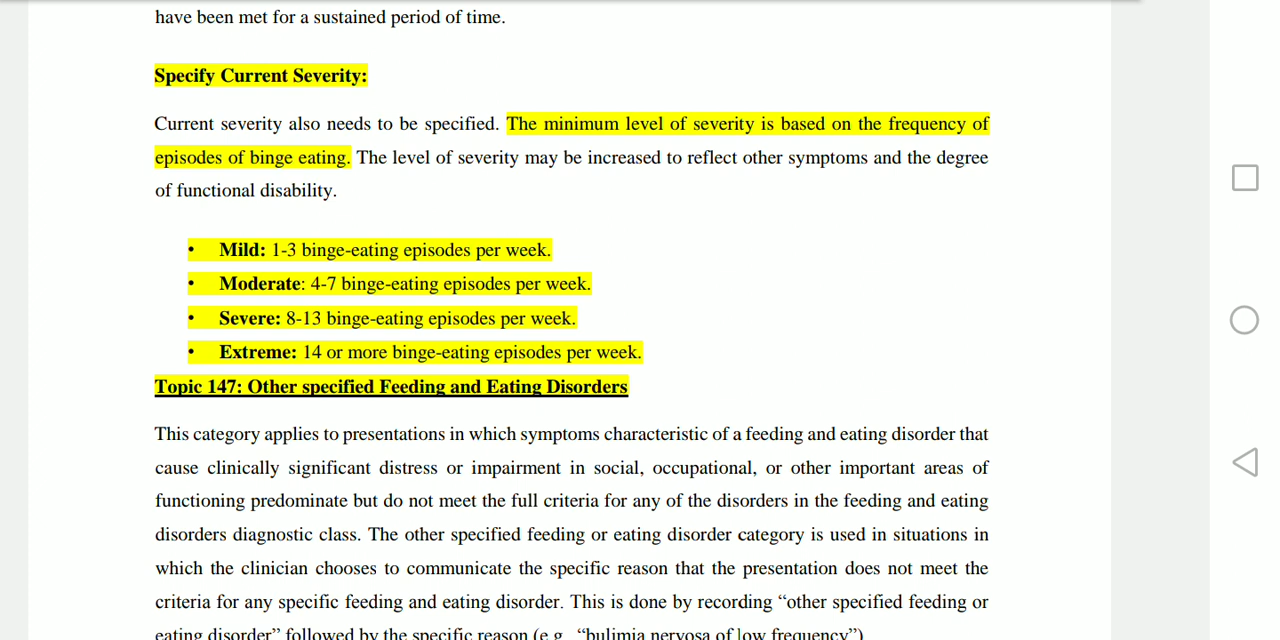 have been met for a sustained period of time.
Specify Current Severity:
Current severity also needs to be specified. The minimum level of severity is based on the frequency of
episodes of binge eating. The level of severity may be increased to reflect other symptoms and the degree
of functional disability.
• Mild: 1-3 binge-eating episodes per week.
• Moderate: 4-7 binge-eating episodes per week.
• Severe: 8-13 binge-eating episodes per week.
• Extreme: 14 or more binge-eating episodes per week.
Topic 147: Other specified Feeding and Eating Disorders
This category applies to presentations in which symptoms characteristic of a feeding and eating disorder that
cause clinically significant distress or impairment in social, occupational, or other important areas of
functioning predominate but do not meet the full criteria for any of the disorders in the feeding and eating
disorders diagnostic class. The other specified feeding or eating disorder category is used in situations in
which the clinician chooses to communicate the specific reason that the presentation does not meet the
criteria for any specific feeding and eating disorder. This is done by recording “other specified feeding or
eating disorder” followed by the specific reason (e.g., “bulimia nervosa of low frequency”)